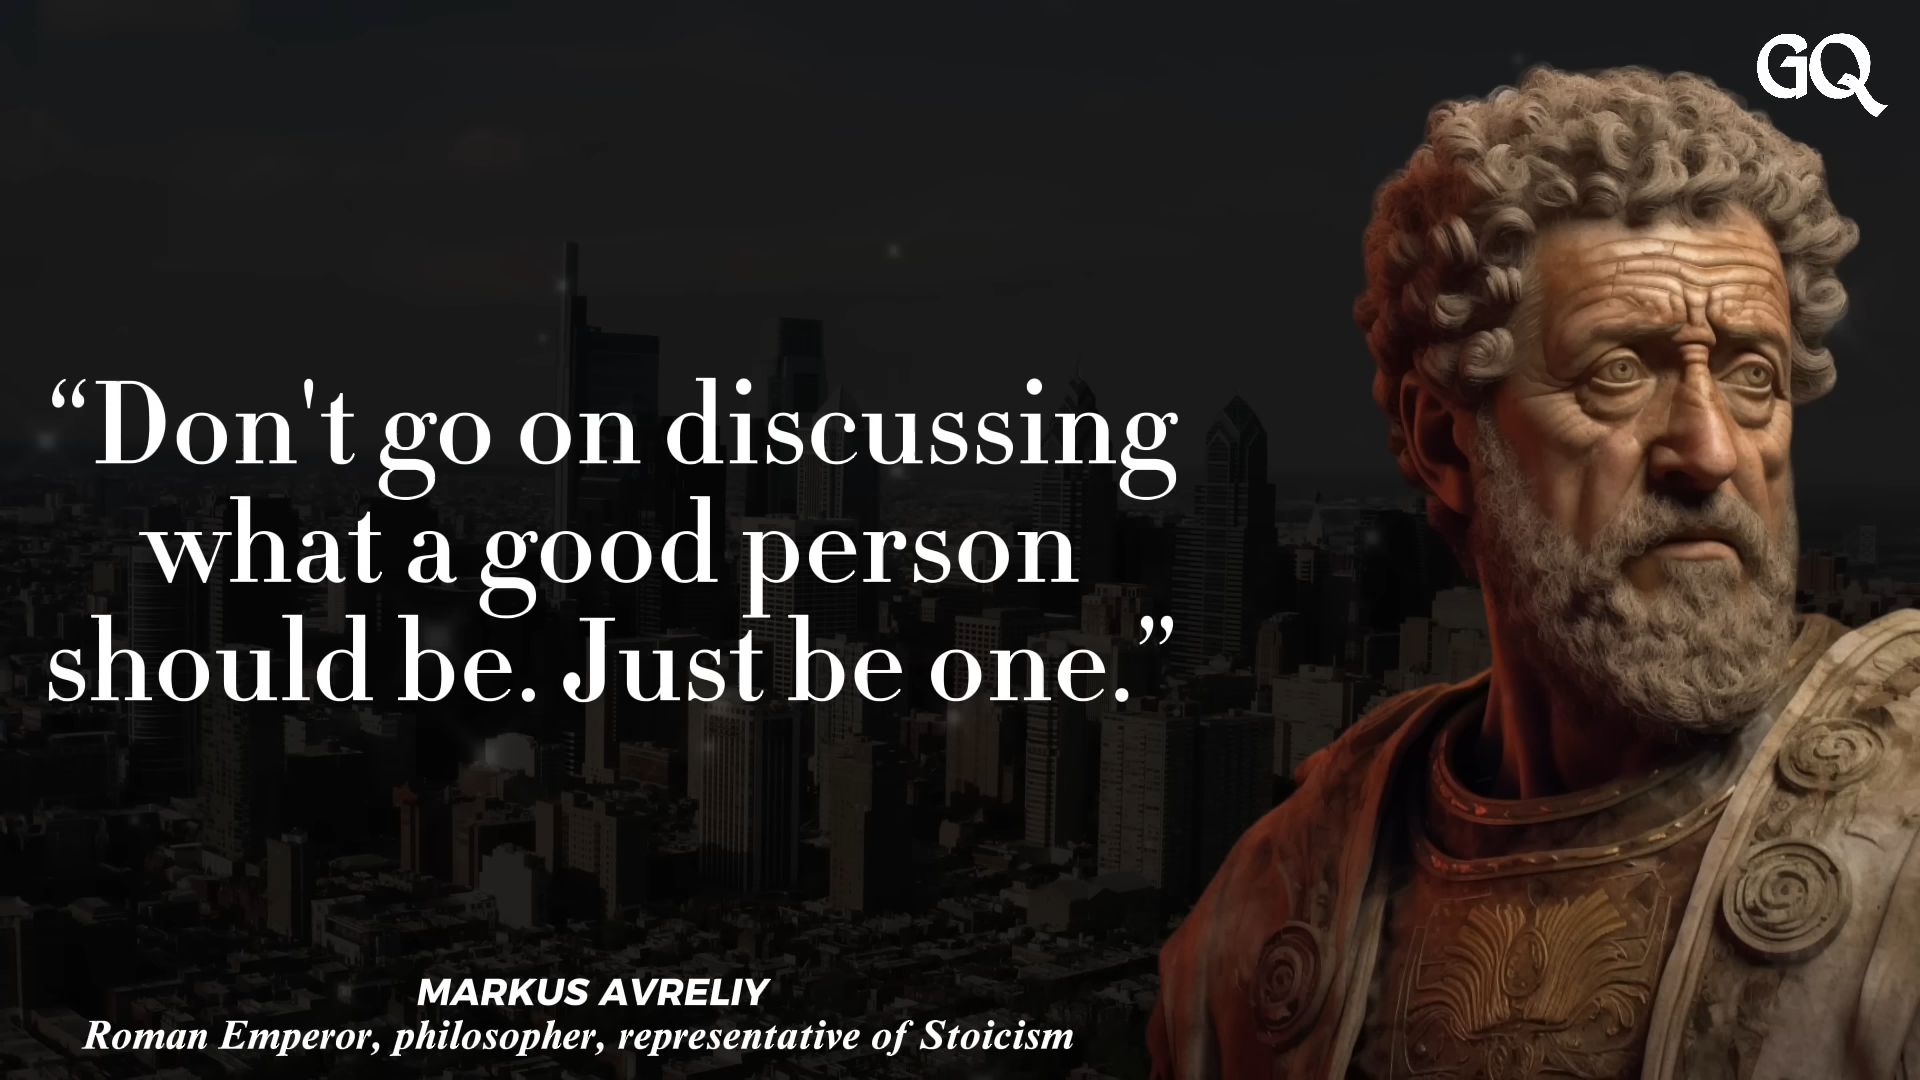 GQ
“Don't go on discussing
what a good person
should be. Just be one.”
MARKUS AVRELIY
Roman Emperor, philosopher, representative of Stoicism